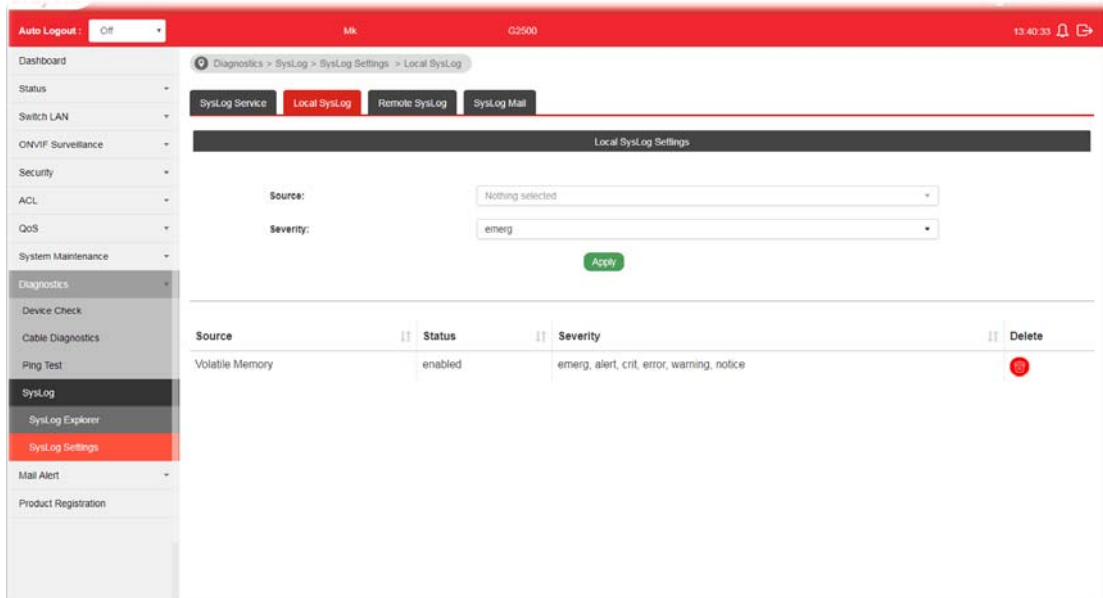 Auto Logout : Off Mk G2500 13:40:33
Dashboard
Status
Switch LAN
ONVIF Surveillance
Security
ACL
QoS
System Maintenance
Diagnostics
Device Check
Cable Diagnostics
Ping Test
SysLog
SysLog Explorer
SysLog Settings
Mail Alert
Product Registration
Diagnostics > SysLog > SysLog Settings > Local SysLog
SysLog Service Local SysLog Remote SysLog SysLog Mail
Local SysLog Settings
Source: Nothing selected
Severity: emerg
Apply
Source Status Severity Delete
Volatile Memory enabled emerg, alert, crit, error, warning, notice